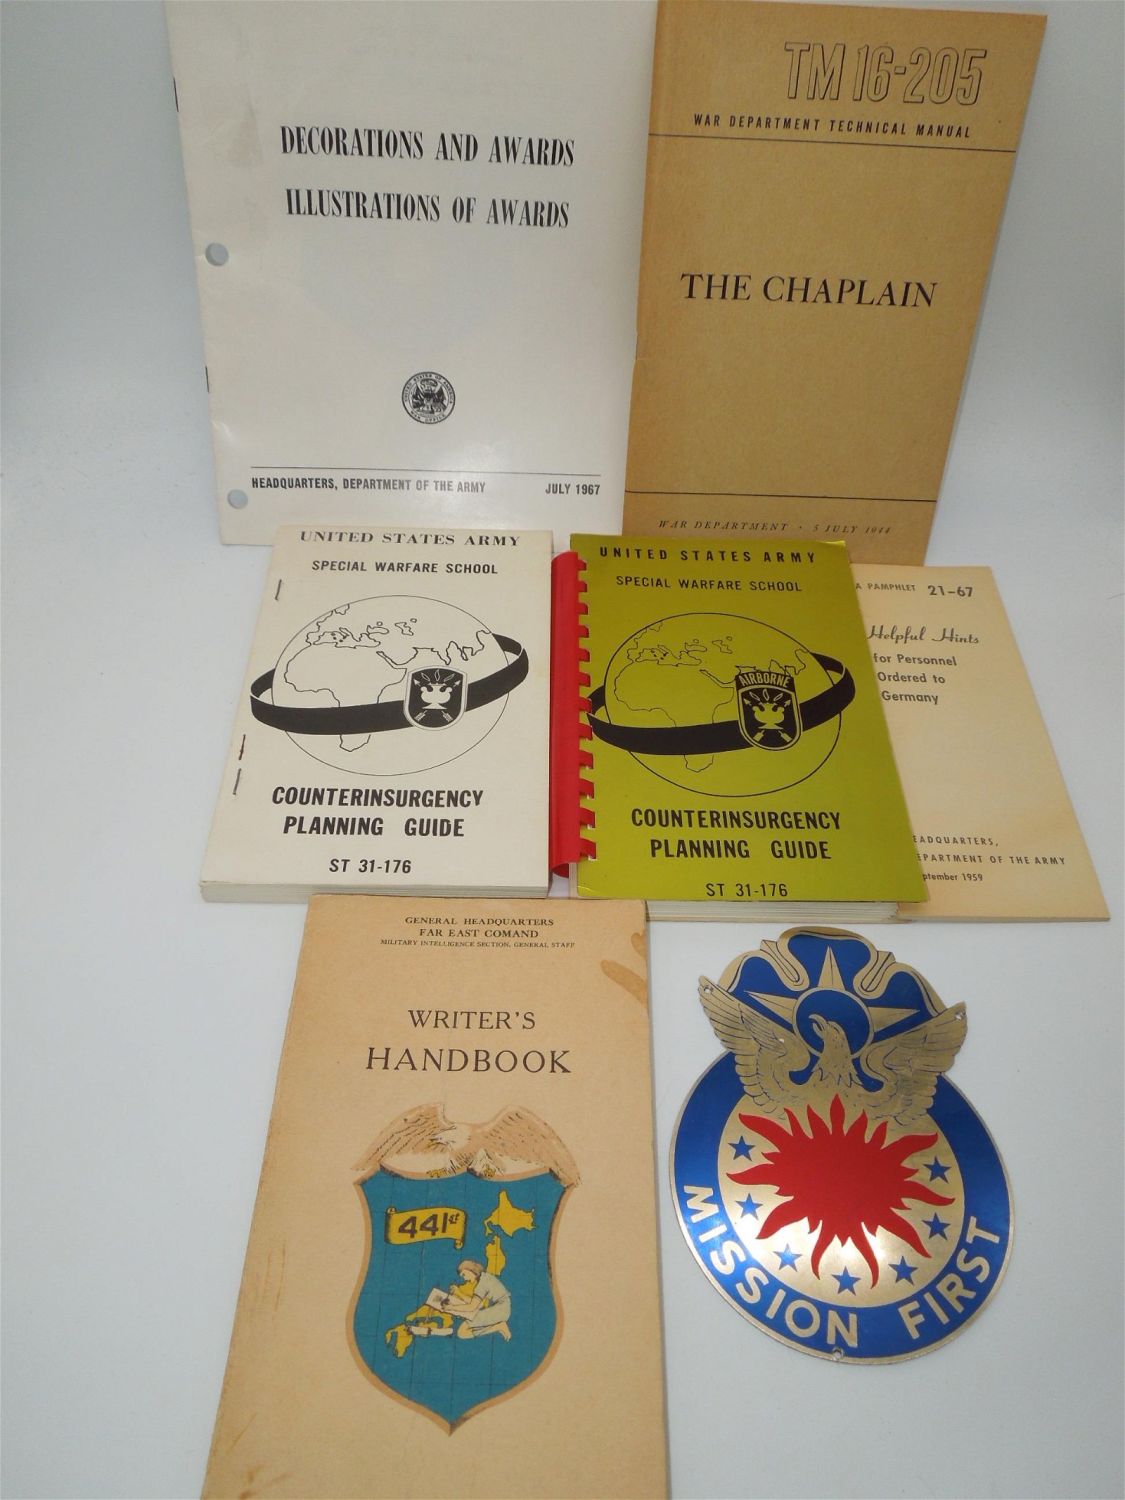 DECORATIONS AND AWARDS
ILLUSTRATIONS OF AWARDS
HEADQUARTERS, DEPARTMENT OF THE ARMY
JULY 1967
TM 16-205
WAR DEPARTMENT TECHNICAL MANUAL
THE CHAPLAIN
WAR DEPARTMENT · 5 JULY 1944
UNITED STATES ARMY
SPECIAL WARFARE SCHOOL
COUNTERINSURGENCY
PLANNING GUIDE
ST 31-176
UNITED STATES ARMY
SPECIAL WARFARE SCHOOL
AIRBORNE
COUNTERINSURGENCY
PLANNING GUIDE
ST 31-176
A PAMPHLET 21-67
Helpful Hints
for Personnel
Ordered to
Germany
EADQUARTERS,
EPARTMENT OF THE ARMY
ptember 1959
GENERAL HEADQUARTERS
FAR EAST COMAND
MILITARY INTELLIGENCE SECTION, GENERAL STAFF
WRITER'S
HANDBOOK
441st
MISSION FIRST